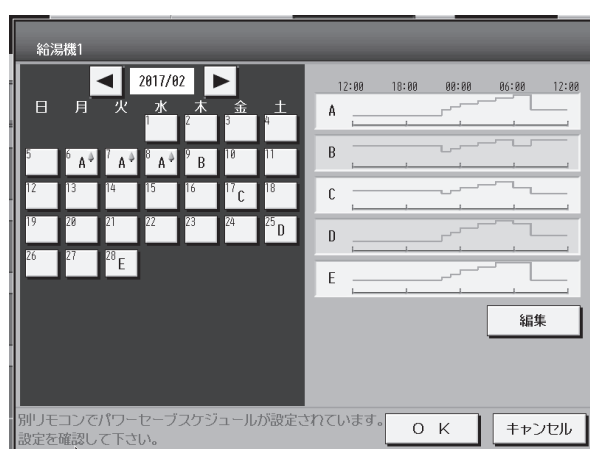 給湯機1
◀ 2017/02 ▶
日 月 火 水 木 金 土
1 2 3 4
5 6 A 7 A 8 A 9 B 10 11
12 13 14 15 16 17 C 18
19 20 21 22 23 24 25 D
26 27 28 E
12:00 18:00 00:00 06:00 12:00
A
B
C
D
E
編集
別リモコンでパワーセーブスケジュールが設定されています。
設定を確認して下さい。
OK
キャンセル